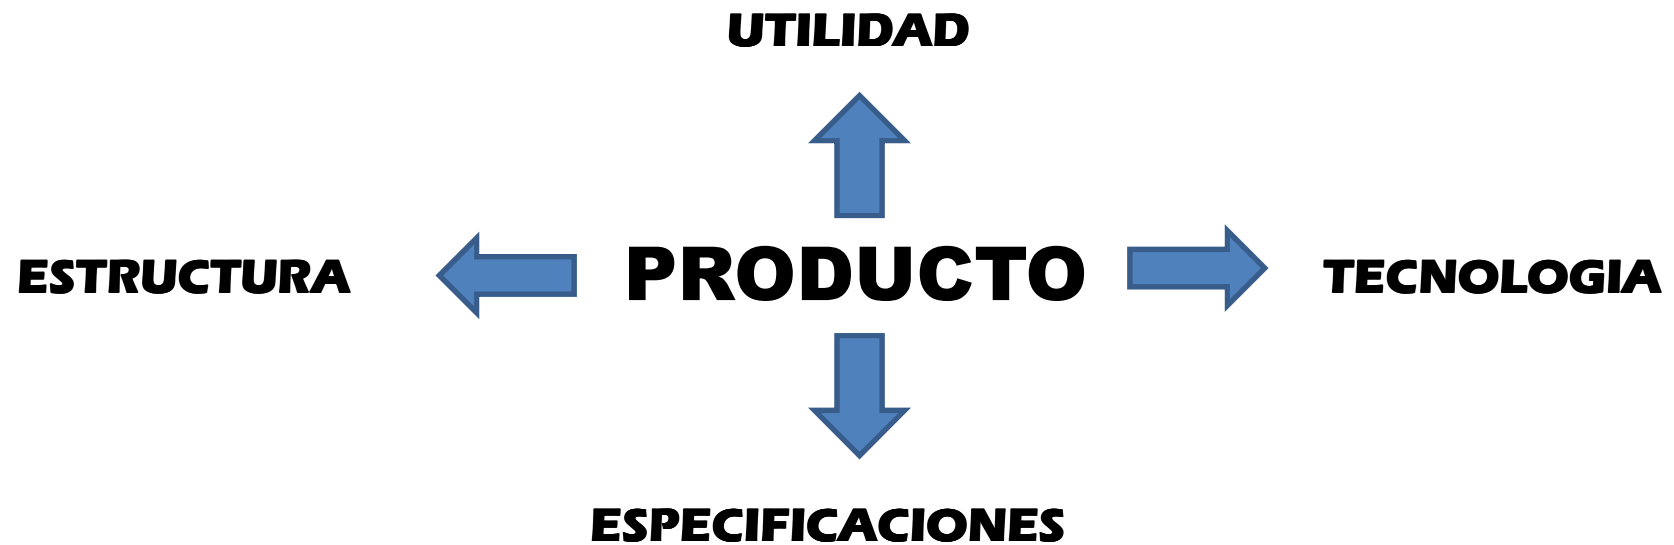 UTILIDAD
ESTRUCTURA
PRODUCTO
TECNOLOGIA
ESPECIFICACIONES